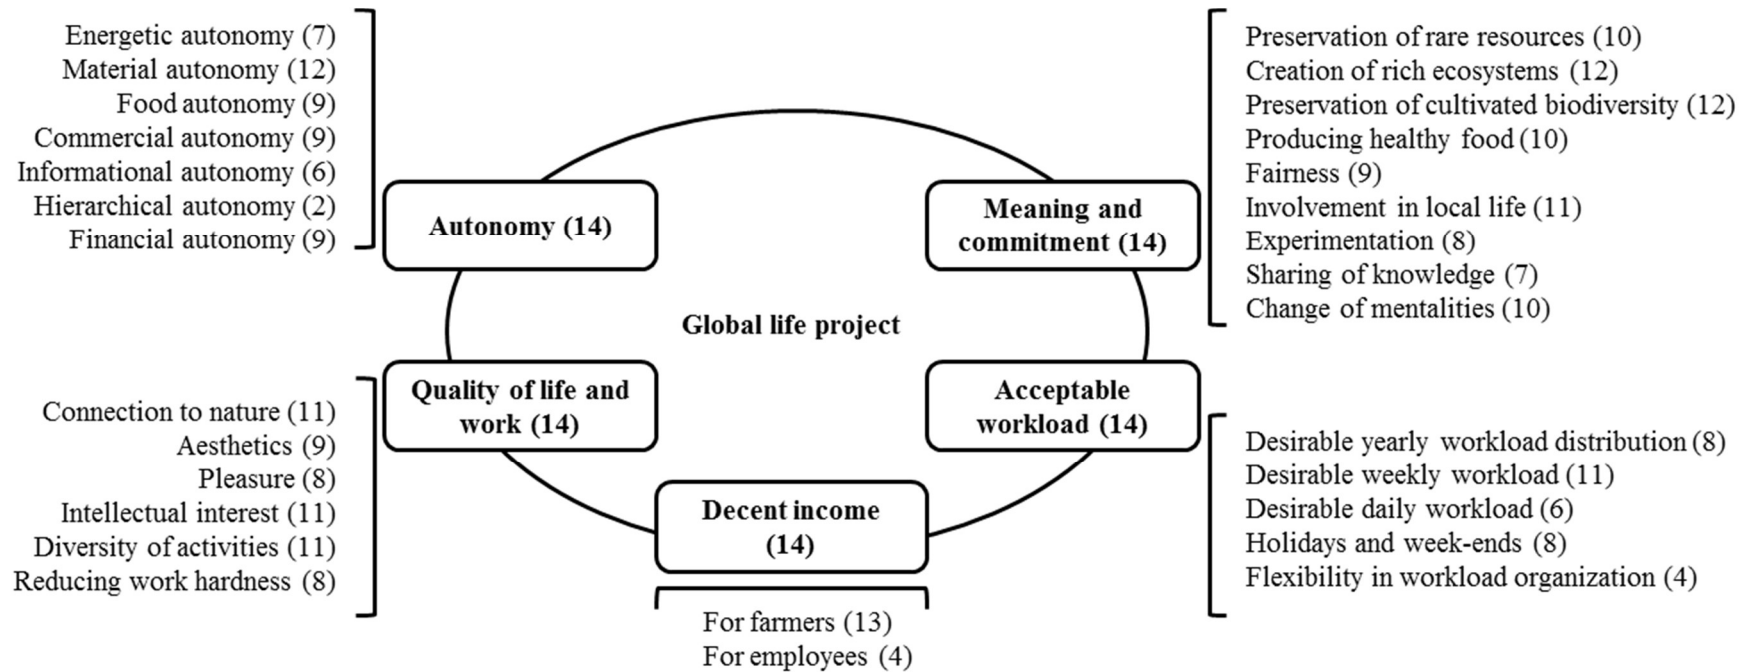 Energetic autonomy (7)
Material autonomy (12)
Food autonomy (9)
Commercial autonomy (9)
Informational autonomy (6)
Hierarchical autonomy (2)
Financial autonomy (9)
Autonomy (14)
Preservation of rare resources (10)
Creation of rich ecosystems (12)
Preservation of cultivated biodiversity (12)
Producing healthy food (10)
Fairness (9)
Involvement in local life (11)
Experimentation (8)
Sharing of knowledge (7)
Change of mentalities (10)
Meaning and
commitment (14)
Global life project
Connection to nature (11)
Aesthetics (9)
Pleasure (8)
Intellectual interest (11)
Diversity of activities (11)
Reducing work hardness (8)
Quality of life and
work (14)
Acceptable
workload (14)
Desirable yearly workload distribution (8)
Desirable weekly workload (11)
Desirable daily workload (6)
Holidays and week-ends (8)
Flexibility in workload organization (4)
Decent income
(14)
For farmers (13)
For employees (4)